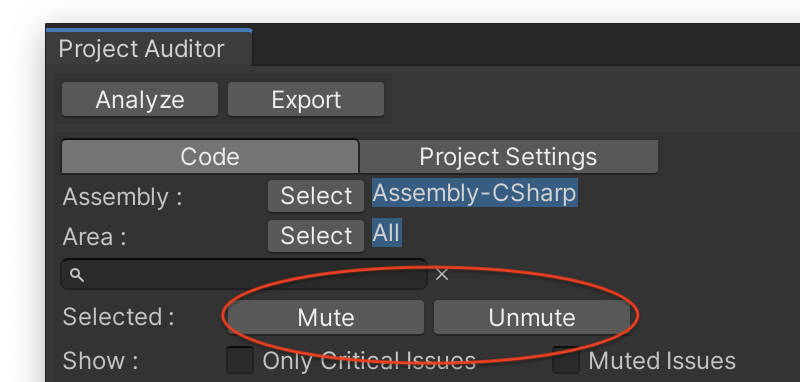 Project Auditor
Analyze Export
Code Project Settings
Assembly : Select Assembly-CSharp
Area : Select All
Selected : Mute Unmute
Show : Only Critical Issues Muted Issues